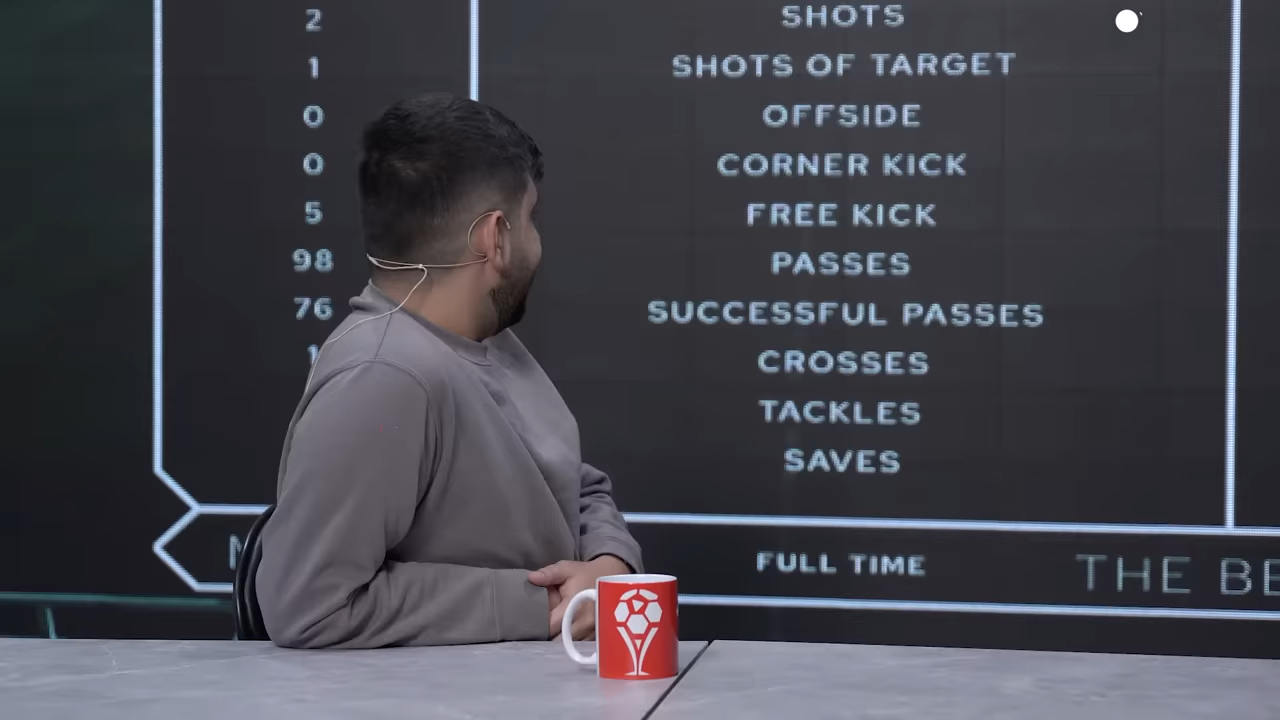 2 SHOTS
1 SHOTS OF TARGET
0 OFFSIDE
0 CORNER KICK
5 FREE KICK
98 PASSES
76 SUCCESSFUL PASSES
1 CROSSES
TACKLES
SAVES
FULL TIME THE BE